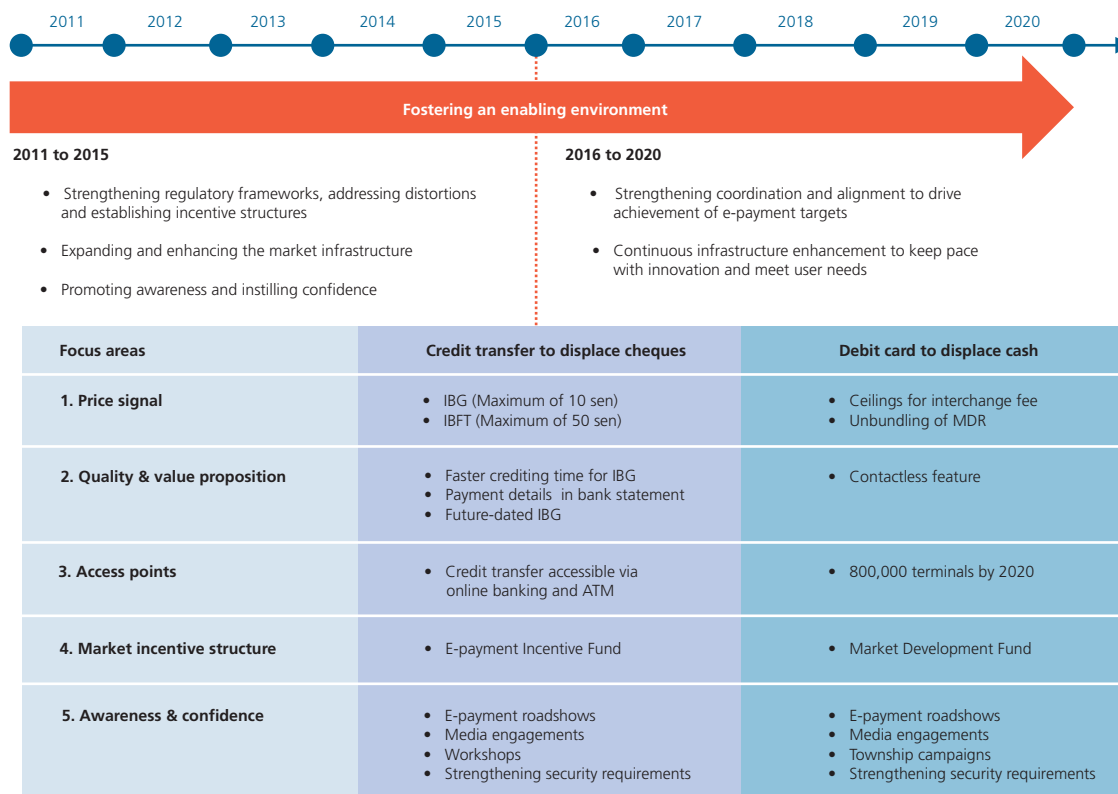 2011 2012 2013 2014 2015 2016 2017 2018 2019 2020
Fostering an enabling environment
2011 to 2015
• Strengthening regulatory frameworks, addressing distortions
and establishing incentive structures
• Expanding and enhancing the market infrastructure
• Promoting awareness and instilling confidence
2016 to 2020
• Strengthening coordination and alignment to drive
achievement of e-payment targets
• Continuous infrastructure enhancement to keep pace
with innovation and meet user needs
Focus areas
Credit transfer to displace cheques
Debit card to displace cash
1. Price signal
• IBG (Maximum of 10 sen)
• IBFT (Maximum of 50 sen)
• Ceilings for interchange fee
• Unbundling of MDR
2. Quality & value proposition
• Faster crediting time for IBG
• Payment details in bank statement
• Future-dated IBG
• Contactless feature
3. Access points
• Credit transfer accessible via
online banking and ATM
• 800,000 terminals by 2020
4. Market incentive structure
• E-payment Incentive Fund
• Market Development Fund
5. Awareness & confidence
• E-payment roadshows
• Media engagements
• Workshops
• Strengthening security requirements
• E-payment roadshows
• Media engagements
• Township campaigns
• Strengthening security requirements